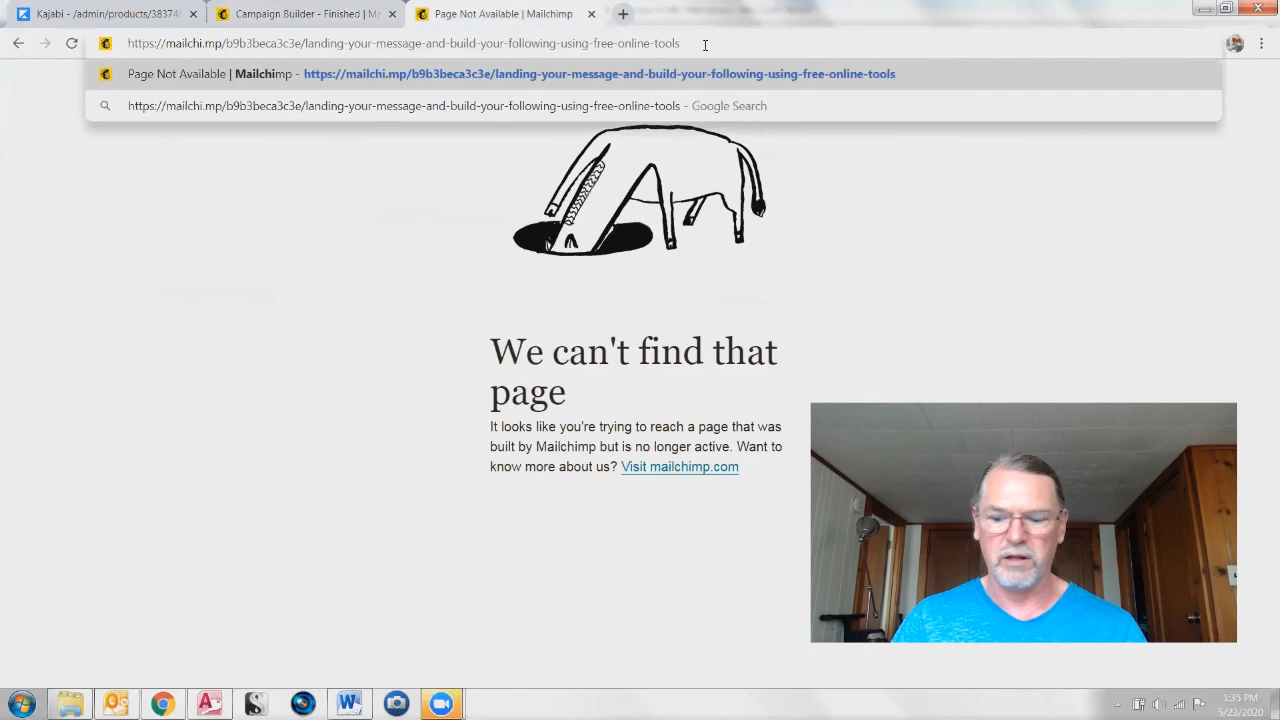 Kajabi - /admin/products/38374
Campaign Builder - Finished | Ma
Page Not Available | Mailchimp
https://mailchi.mp/b9b3beca3c3e/landing-your-message-and-build-your-following-using-free-online-tools
Page Not Available | Mailchimp - https://mailchi.mp/b9b3beca3c3e/landing-your-message-and-build-your-following-using-free-online-tools
https://mailchi.mp/b9b3beca3c3e/landing-your-message-and-build-your-following-using-free-online-tools - Google Search
We can't find that
page
It looks like you're trying to reach a page that was
built by Mailchimp but is no longer active. Want to
know more about us? Visit mailchimp.com
1:35 PM
5/23/2020